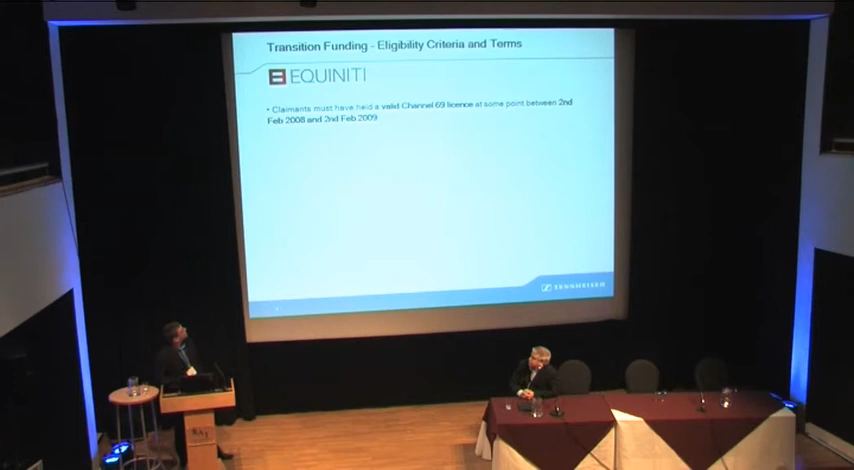 Transition Funding - Eligibility Criteria and Terms
EQUINITI
• Claimants must have held a valid Channel 69 licence at some point between 2nd
Feb 2008 and 2nd Feb 2009
SENNHEISER